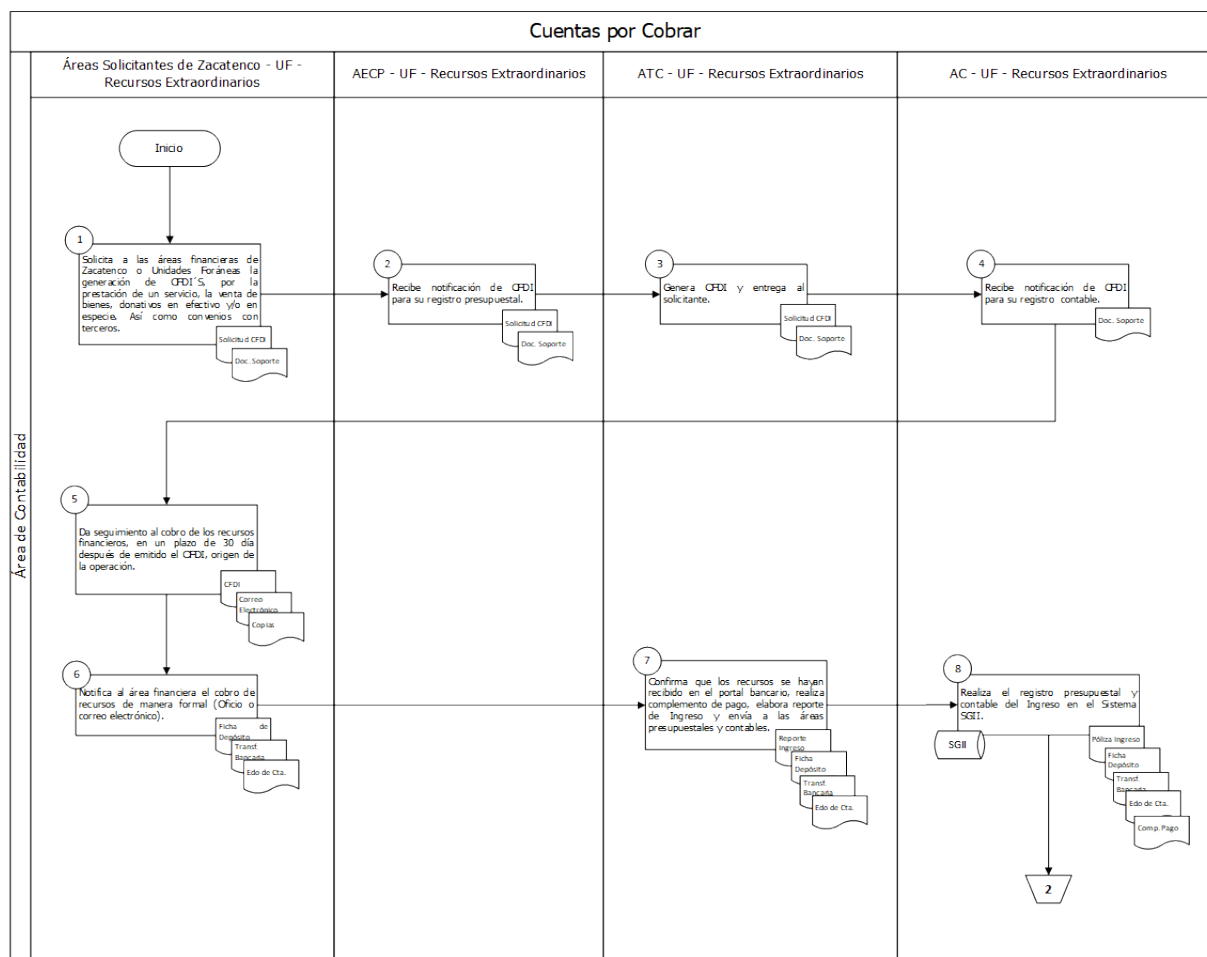 Cuentas por Cobrar
Áreas Solicitantes de Zacatenco - UF -
Recursos Extraordinarios
AECP - UF - Recursos Extraordinarios
ATC - UF - Recursos Extraordinarios
AC - UF - Recursos Extraordinarios
Área de Contabilidad
Inicio
1
Solicita a las áreas financieras de
Zacatenco o Unidades Foráneas la
generación de CFDI´S, por la
prestación de un servicio, la venta de
bienes, donativos en efectivo y/o en
especie. Así como convenios con
terceros.
Solicitud CFDI
Doc. Soporte
2
Recibe notificación de CFDI
para su registro presupuestal.
Solicitud CFDI
Doc. Soporte
3
Genera CFDI y entrega al
solicitante.
Solicitud CFDI
Doc. Soporte
4
Recibe notificación de CFDI
para su registro contable.
Doc. Soporte
5
Da seguimiento al cobro de los recursos
financieros, en un plazo de 30 día
después de emitido el CFDI, origen de
la operación.
CFDI
Correo
Electrónico
Copias
6
Notifica al área financiera el cobro de
recursos de manera formal (Oficio o
correo electrónico).
Ficha de
Depósito
Transf.
Bancaria
Edo de Cta.
7
Confirma que los recursos se hayan
recibido en el portal bancario, realiza
complemento de pago, elabora reporte
de Ingreso y envía a las áreas
presupuestales y contables.
Reporte
Ingreso
Ficha
Depósito
Transf.
Bancaria
Edo de Cta.
8
Realiza el registro presupuestal y
contable del Ingreso en el Sistema
SGII.
SGII
Póliza Ingreso
Ficha
Depósito
Transf.
Bancaria
Edo de Cta.
Comp. Pago
2